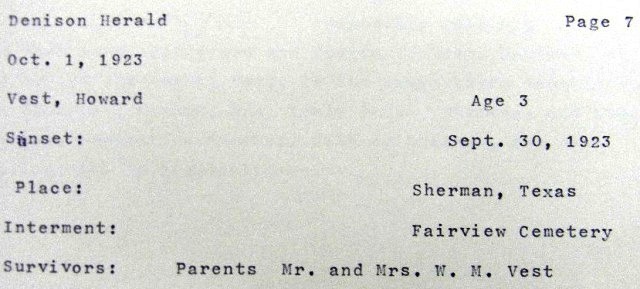 Denison Herald Page 7
Oct. 1, 1923
Vest, Howard Age 3
Sunset: Sept. 30, 1923
Place: Sherman, Texas
Interment: Fairview Cemetery
Survivors: Parents Mr. and Mrs. W. M. Vest